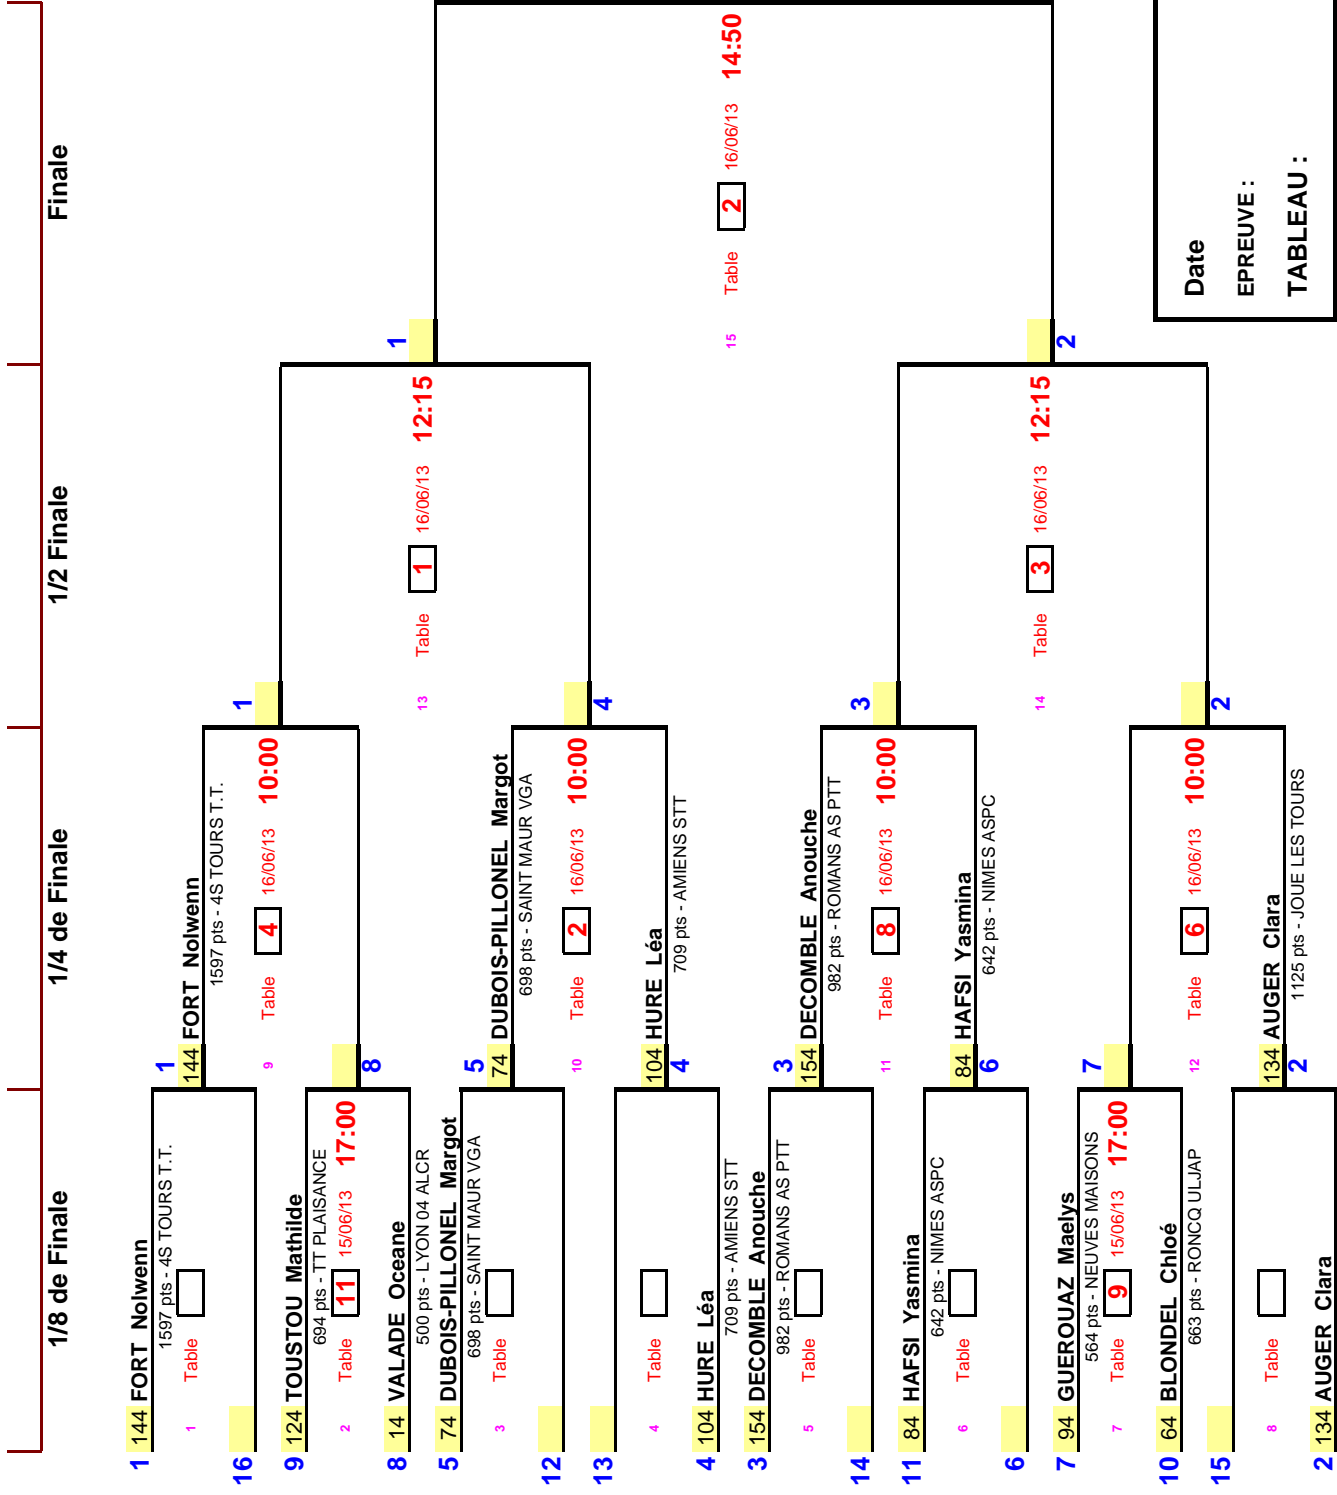 1/8 de Finale
1/4 de Finale
1/2 Finale
Finale
1 144 FORT Nolwenn
1597 pts - 4S TOURS T.T.
1 Table
16
9 124 TOUSTOU Mathilde
694 pts - TT PLAISANCE
2 Table 11 15/06/13 17:00
8 14 VALADE Oceane
500 pts - LYON 04 ALCR
5 74 DUBOIS-PILLONEL Margot
698 pts - SAINT MAUR VGA
3 Table
12
13
4 Table
4 104 HURE Léa
709 pts - AMIENS STT
3 154 DECOMBLE Anouche
982 pts - ROMANS AS PTT
5 Table
14
11 84 HAFSI Yasmina
642 pts - NIMES ASPC
6 Table
6
7 94 GUEROUAZ Maelys
564 pts - NEUVES MAISONS
7 Table 9 15/06/13 17:00
10 64 BLONDEL Chloé
663 pts - RONCQ ULJAP
15
8 Table
2 134 AUGER Clara
1
144 FORT Nolwenn
1597 pts - 4S TOURS T.T.
9 Table 4 16/06/13 10:00
8
5
74 DUBOIS-PILLONEL Margot
698 pts - SAINT MAUR VGA
10 Table 2 16/06/13 10:00
104 HURE Léa
4
709 pts - AMIENS STT
3
154 DECOMBLE Anouche
982 pts - ROMANS AS PTT
11 Table 8 16/06/13 10:00
84 HAFSI Yasmina
6
642 pts - NIMES ASPC
7
12 Table 6 16/06/13 10:00
134 AUGER Clara
2
1125 pts - JOUE LES TOURS
1
13 Table 1 16/06/13 12:15
4
3
14 Table 3 16/06/13 12:15
2
1
15 Table 2 16/06/13 14:50
2
Date
EPREUVE :
TABLEAU :